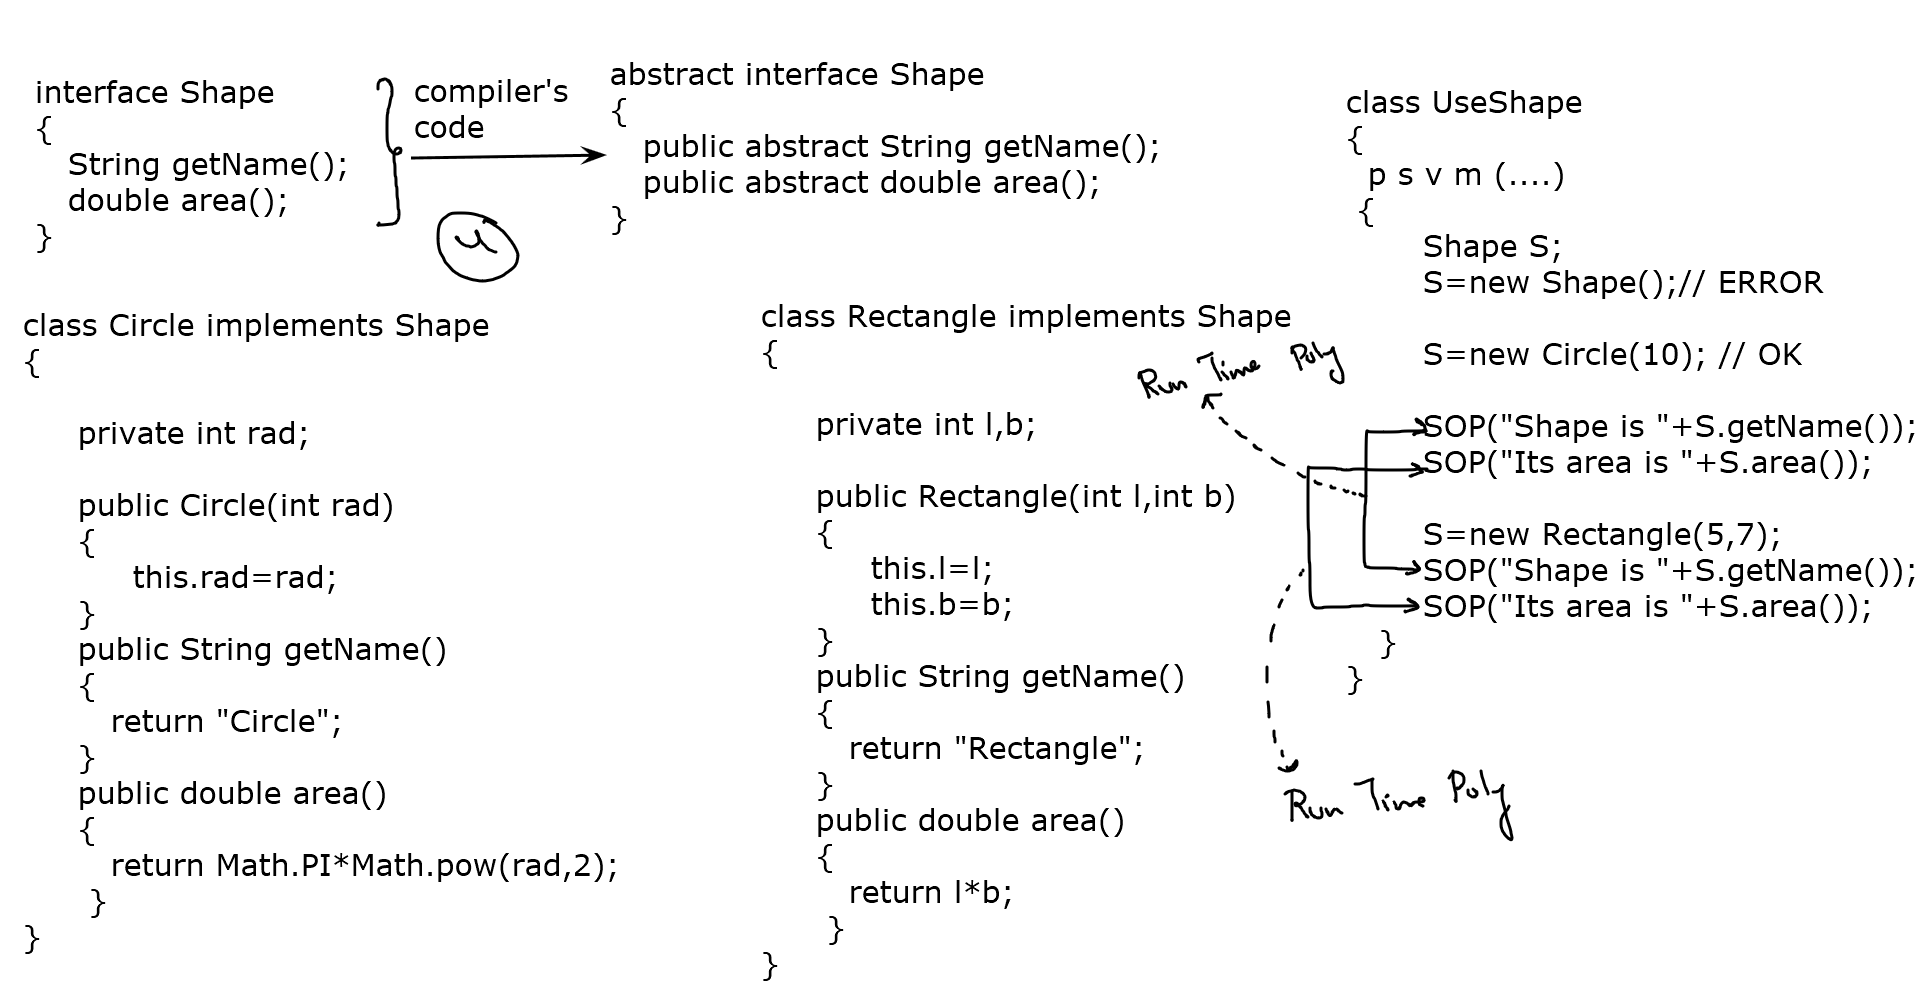 interface Shape
{
String getName();
double area();
}
compiler's
code
abstract interface Shape
{
public abstract String getName();
public abstract double area();
}
class Circle implements Shape
{
private int rad;
public Circle(int rad)
{
this.rad=rad;
}
public String getName()
{
return "Circle";
}
public double area()
{
return Math.PI*Math.pow(rad,2);
}
}
class Rectangle implements Shape
{
private int l,b;
public Rectangle(int l,int b)
{
this.l=l;
this.b=b;
}
public String getName()
{
return "Rectangle";
}
public double area()
{
return l*b;
}
}
Run Time Poly
class UseShape
{
p s v m (....)
{
Shape S;
S=new Shape();// ERROR
S=new Circle(10); // OK
SOP("Shape is "+S.getName());
SOP("Its area is "+S.area());
S=new Rectangle(5,7);
SOP("Shape is "+S.getName());
SOP("Its area is "+S.area());
}
}
Run Time Poly